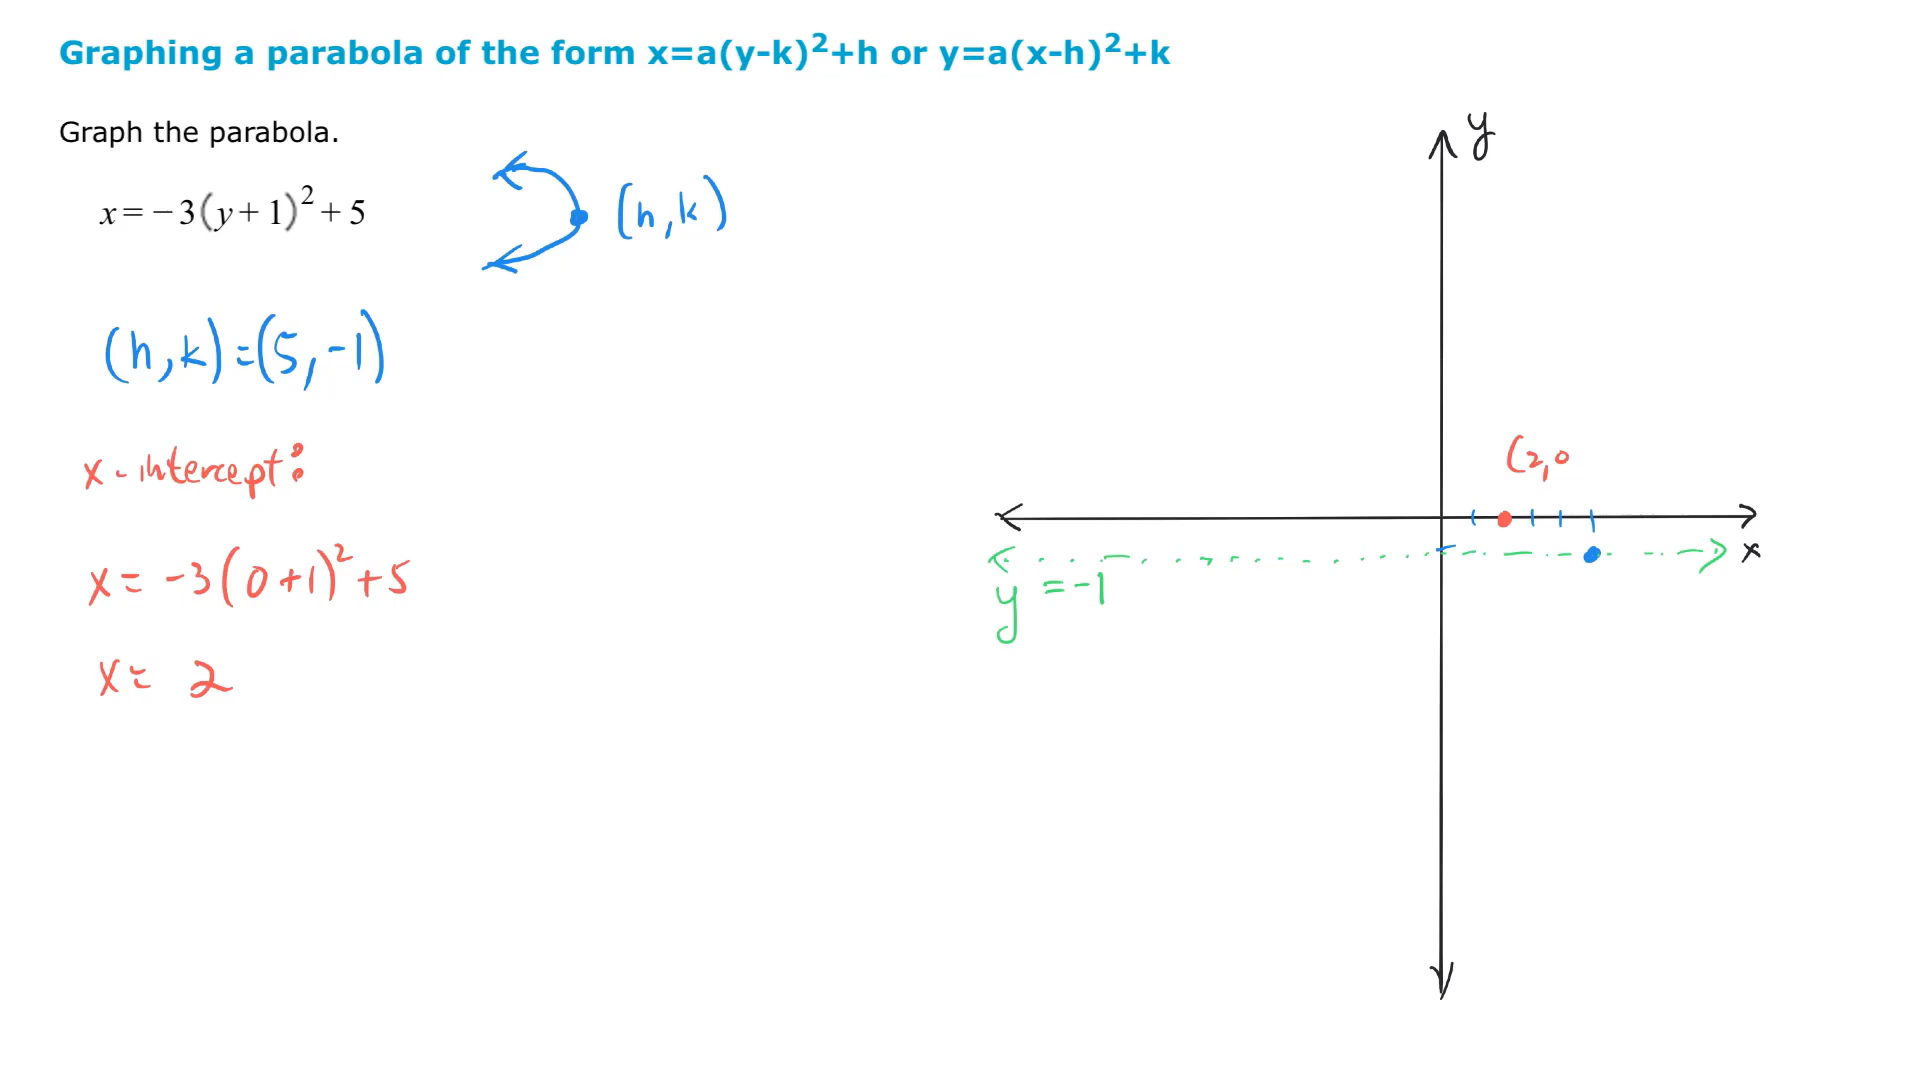 Graphing a parabola of the form x=a(y-k)²+h or y=a(x-h)²+k
Graph the parabola.
x = −3(y + 1)² + 5
(h, k)
(h, k) = (5, -1)
x - intercept:
x = -3(0+1)² + 5
x = 2
y
(2, 0
x
y = -1